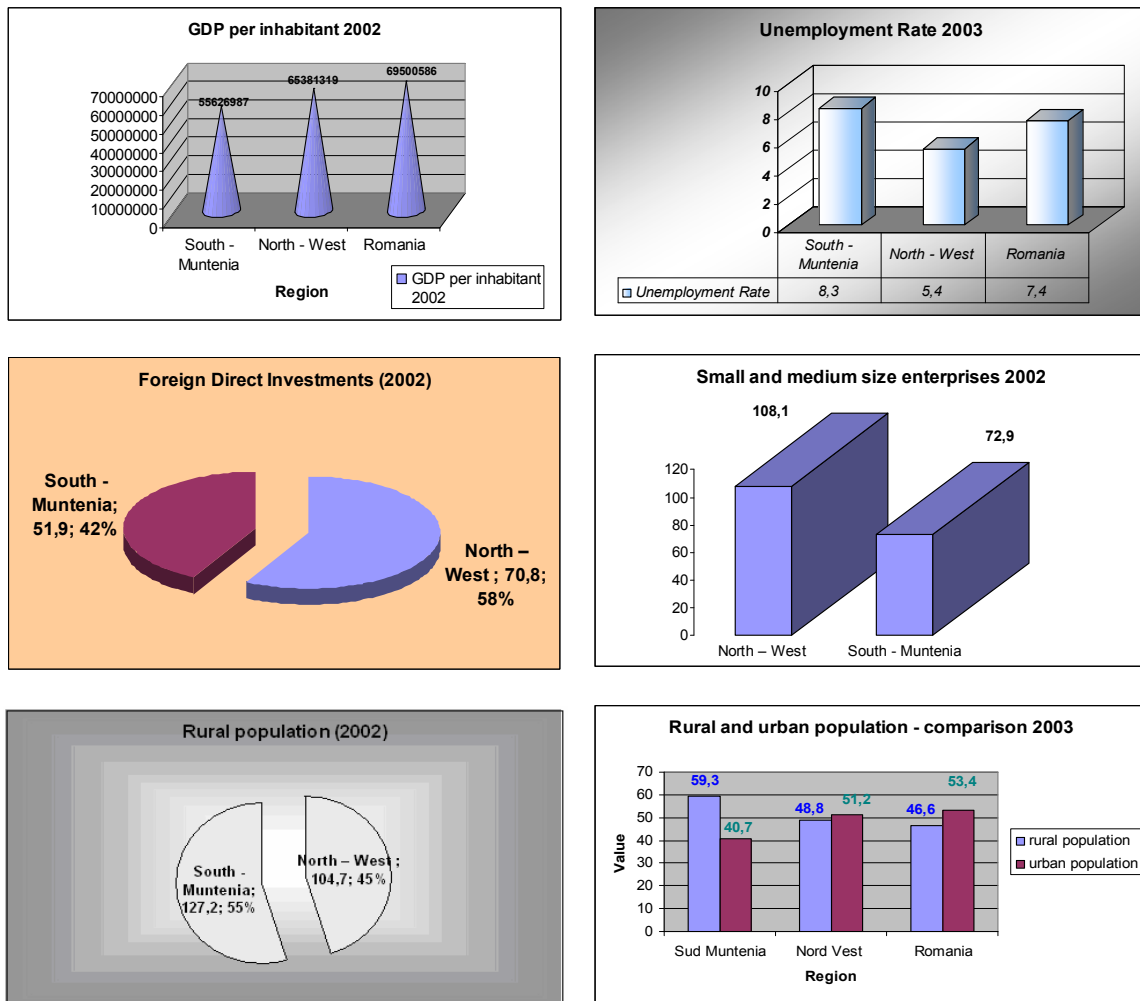 GDP per inhabitant 2002
55626987
65381319
69500586
70000000
60000000
50000000
40000000
30000000
20000000
10000000
0
South -
Muntenia
North - West
Romania
Region
GDP per inhabitant
2002
Unemployment Rate 2003
10
8
6
4
2
0
South -
Muntenia
North - West
Romania
Unemployment Rate
8,3
5,4
7,4
Foreign Direct Investments (2002)
South -
Muntenia;
51,9; 42%
North –
West ; 70,8;
58%
Small and medium size enterprises 2002
108,1
72,9
120
100
80
60
40
20
0
North – West
South - Muntenia
Rural population (2002)
South -
Muntenia;
127,2; 55%
North – West ;
104,7; 45%
Rural and urban population - comparison 2003
Value
70
60
50
40
30
20
10
0
59,3
40,7
48,8
51,2
46,6
53,4
Sud Muntenia
Nord Vest
Romania
Region
rural population
urban population